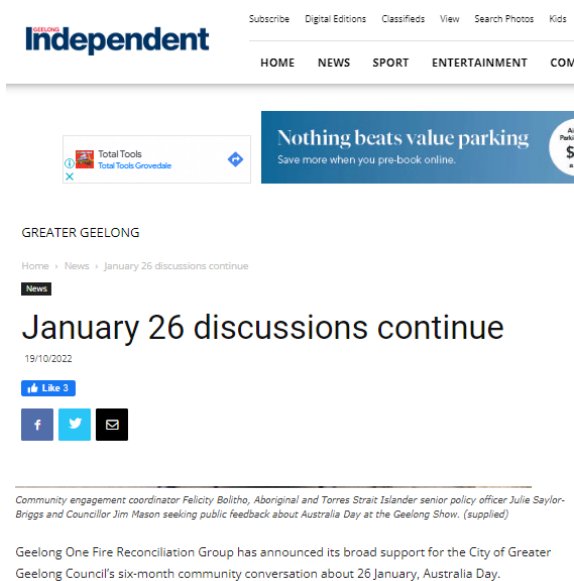 Subscribe Digital Editions Classifieds View Search Photos Kids
GEELONG
Independent
HOME NEWS SPORT ENTERTAINMENT COM
Total Tools
Total Tools Grovedale
Nothing beats value parking
Save more when you pre-book online.
$
GREATER GEELONG
Home › News › January 26 discussions continue
News
January 26 discussions continue
19/10/2022
Like 3
Community engagement coordinator Felicity Bolitho, Aboriginal and Torres Strait Islander senior policy officer Julie Saylor-
Briggs and Councillor Jim Mason seeking public feedback about Australia Day at the Geelong Show. (supplied)
Geelong One Fire Reconciliation Group has announced its broad support for the City of Greater
Geelong Council's six-month community conversation about 26 January, Australia Day.